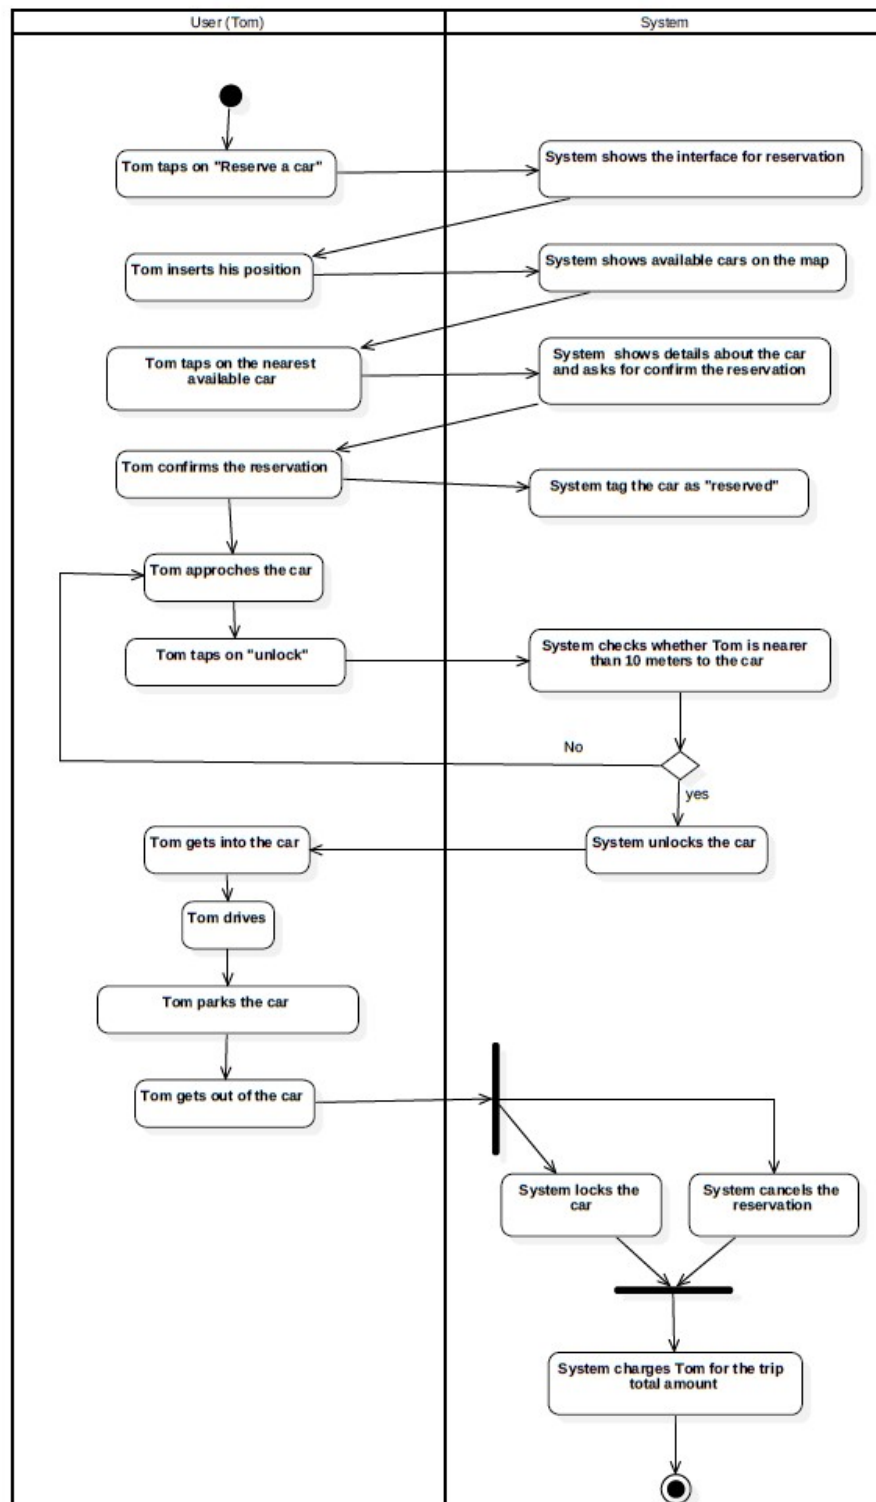 User (Tom)
System
Tom taps on "Reserve a car"
System shows the interface for reservation
Tom inserts his position
System shows available cars on the map
Tom taps on the nearest
available car
System  shows details about the car
and asks for confirm the reservation
Tom confirms the reservation
System tag the car as "reserved"
Tom approches the car
Tom taps on "unlock"
System checks whether Tom is nearer
than 10 meters to the car
No
yes
Tom gets into the car
System unlocks the car
Tom drives
Tom parks the car
Tom gets out of the car
System locks the
car
System cancels the
reservation
System charges Tom for the trip
total amount